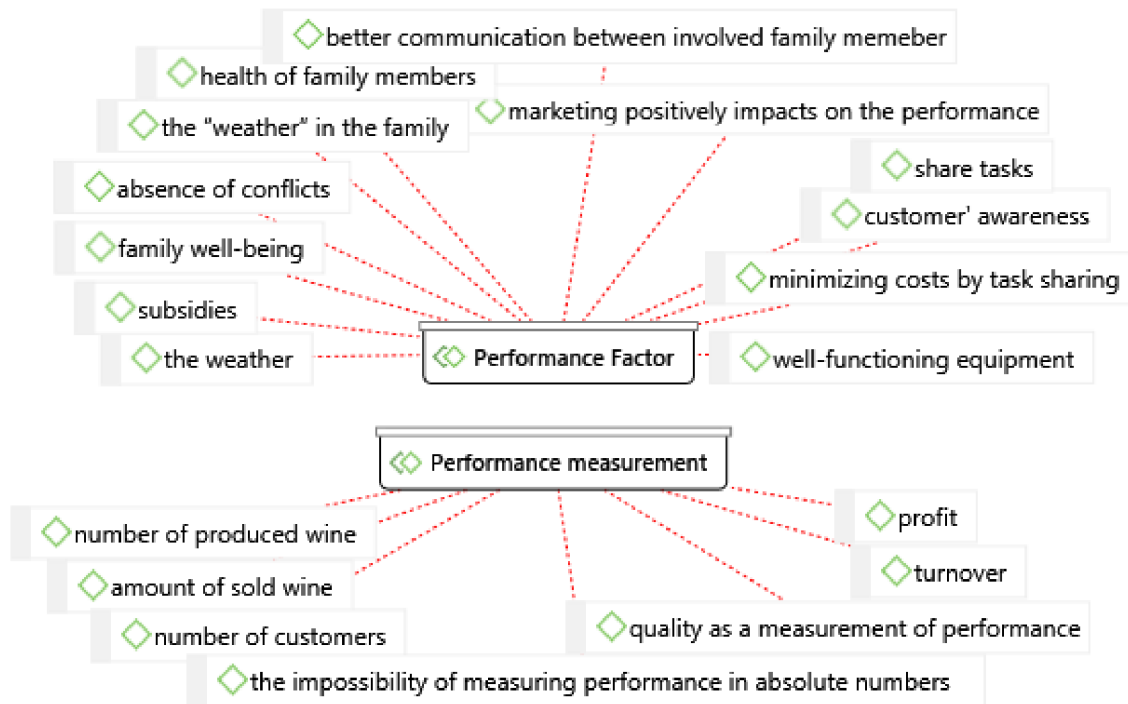 better communication between involved family memeber
health of family members
marketing positively impacts on the performance
the "weather" in the family
share tasks
absence of conflicts
customer' awareness
family well-being
minimizing costs by task sharing
subsidies
the weather
Performance Factor
well-functioning equipment
Performance measurement
profit
number of produced wine
turnover
amount of sold wine
quality as a measurement of performance
number of customers
the impossibility of measuring performance in absolute numbers